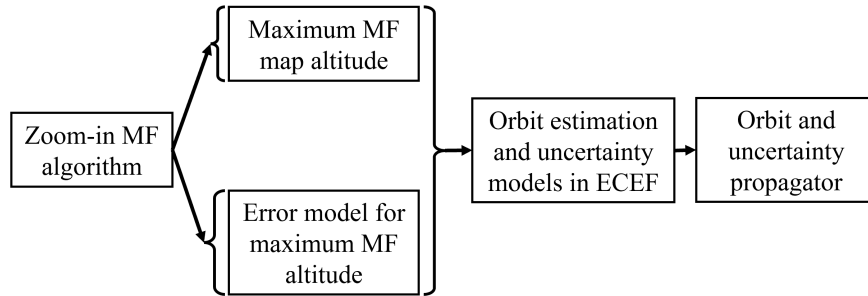 Maximum MF
map altitude
Zoom-in MF
algorithm
Error model for
maximum MF
altitude
Orbit estimation
and uncertainty
models in ECEF
Orbit and
uncertainty
propagator